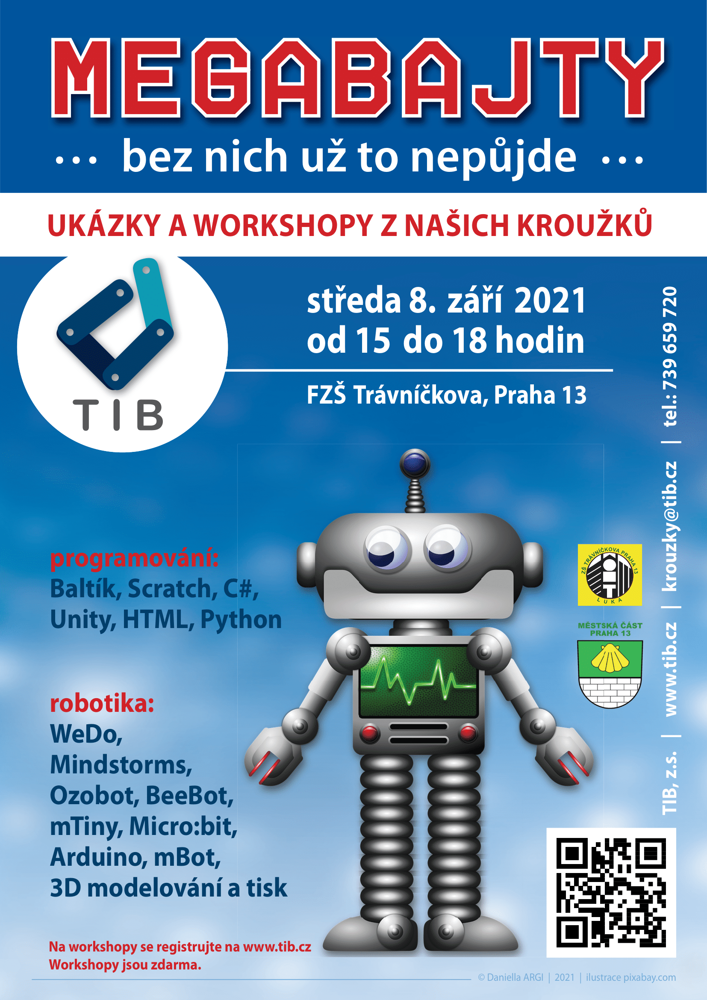 MEGABAJTY
... bez nich už to nepůjde ...
UKÁZKY A WORKSHOPY Z NAŠICH KROUŽKŮ
TIB
středa 8. září 2021
od 15 do 18 hodin
FZŠ Trávníčkova, Praha 13
programování:
Baltík, Scratch, C#,
Unity, HTML, Python
robotika:
WeDo,
Mindstorms,
Ozobot, BeeBot,
mTiny, Micro:bit,
Arduino, mBot,
3D modelování a tisk
ZŠ TRÁVNÍČKOVA PRAHA 13
LUKA
MĚSTSKÁ ČÁST
PRAHA 13
TIB, z.s. | www.tib.cz | krouzky@tib.cz | tel.: 739 659 720
Na workshopy se registrujte na www.tib.cz
Workshopy jsou zdarma.
© Daniella ARGI | 2021 | ilustrace pixabay.com